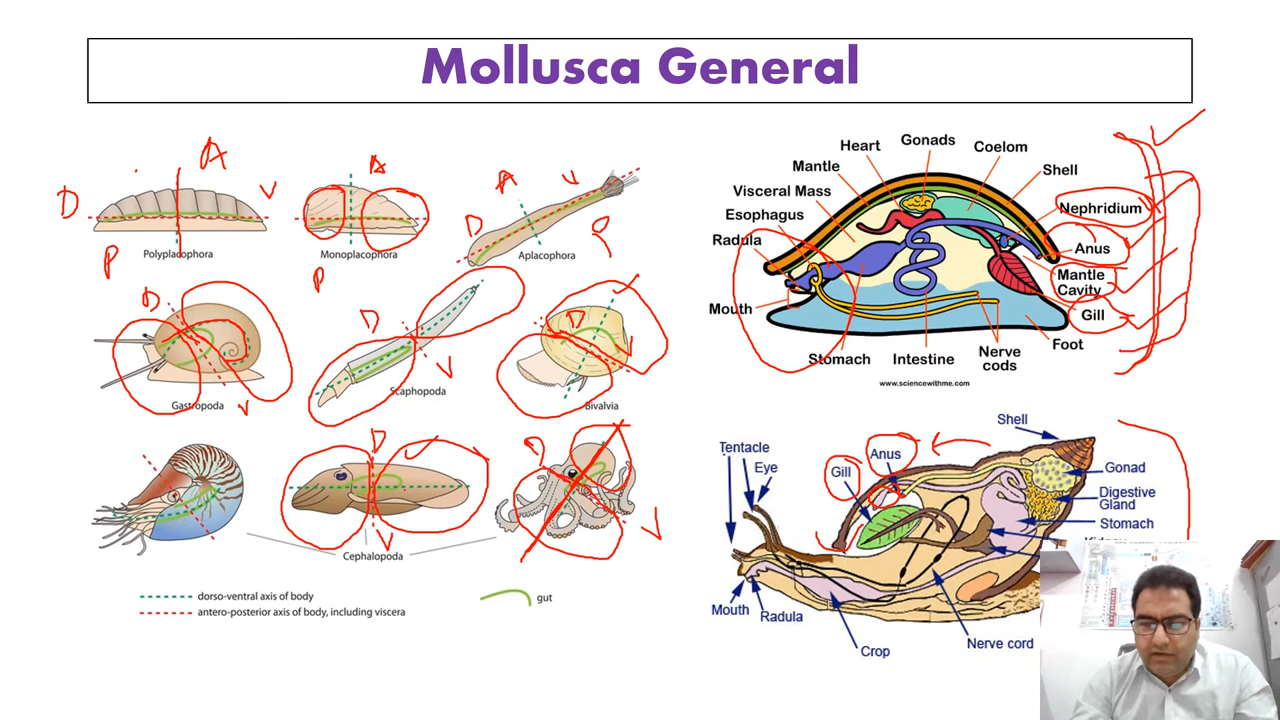 Mollusca General
A
D
V
P
Polyplacophora
A
P
Monoplacophora
A
V
D
P
Aplacophora
D
V
Gastropoda
D
V
Scaphopoda
D
V
Bivalvia
D
V
D
V
Cephalopoda
dorso-ventral axis of body
antero-posterior axis of body, including viscera
gut
Heart
Gonads
Coelom
Mantle
Shell
Visceral Mass
Esophagus
Nephridium
Radula
Anus
Mantle
Cavity
Mouth
Gill
Stomach
Intestine
Nerve
cods
Foot
www.sciencewithme.com
Shell
Tentacle
Eye
Anus
Gill
Gonad
Digestive
Gland
Stomach
Mouth
Radula
Crop
Nerve cord